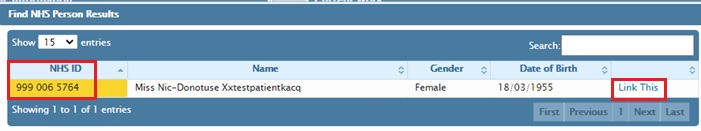 Find NHS Person Results
Show 15 entries Search:
NHS ID Name Gender Date of Birth
999 006 5764 Miss Nic-Donotuse Xxtestpatientkacq Female 18/03/1955 Link This
Showing 1 to 1 of 1 entries First Previous 1 Next Last